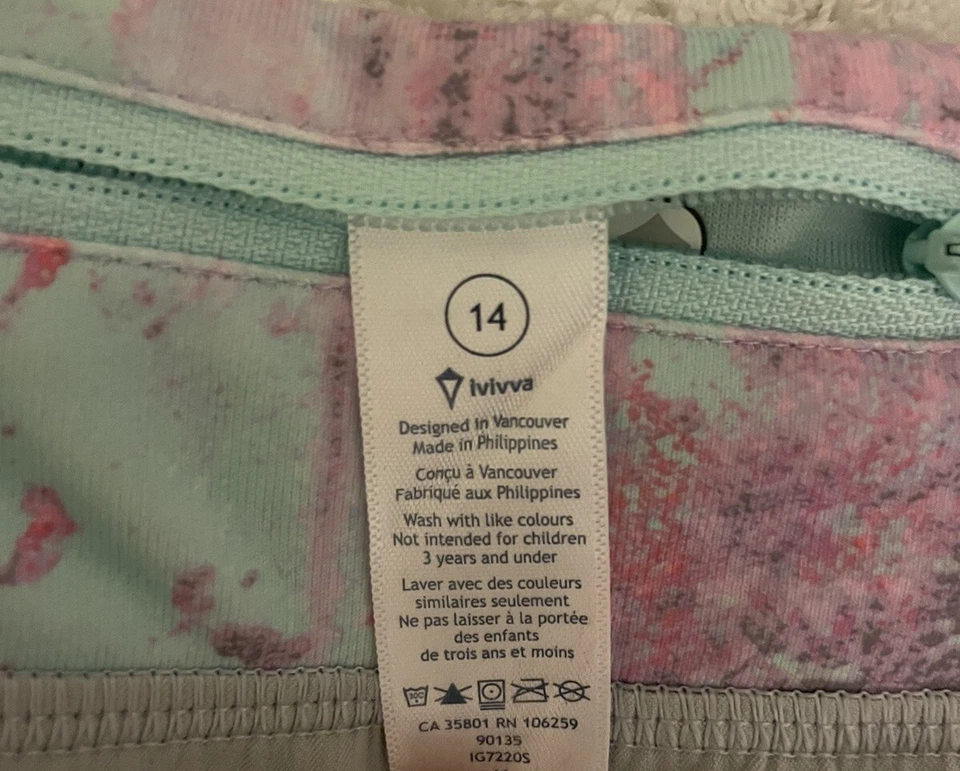 14
ivivva
Designed in Vancouver
Made in Philippines
Conçu à Vancouver
Fabriqué aux Philippines
Wash with like colours
Not intended for children
3 years and under
Laver avec des couleurs
similaires seulement
Ne pas laisser à la portée
des enfants
de trois ans et moins
30C
CA 35801 RN 106259
90135
IG7220S